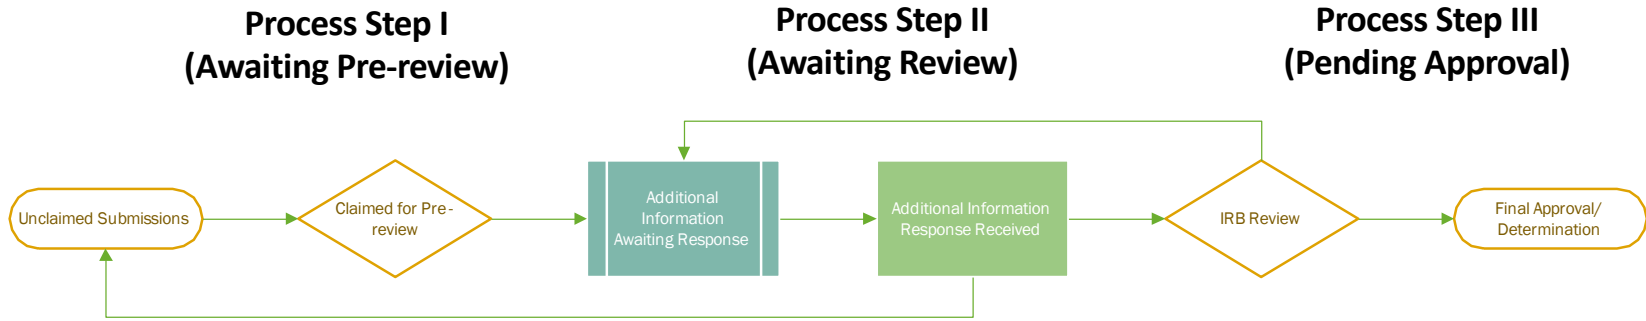 Process Step I
(Awaiting Pre-review)
Process Step II
(Awaiting Review)
Process Step III
(Pending Approval)
Unclaimed Submissions
Claimed for Pre-
review
Additional
Information
Awaiting Response
Additional Information
Response Received
IRB Review
Final Approval/
Determination